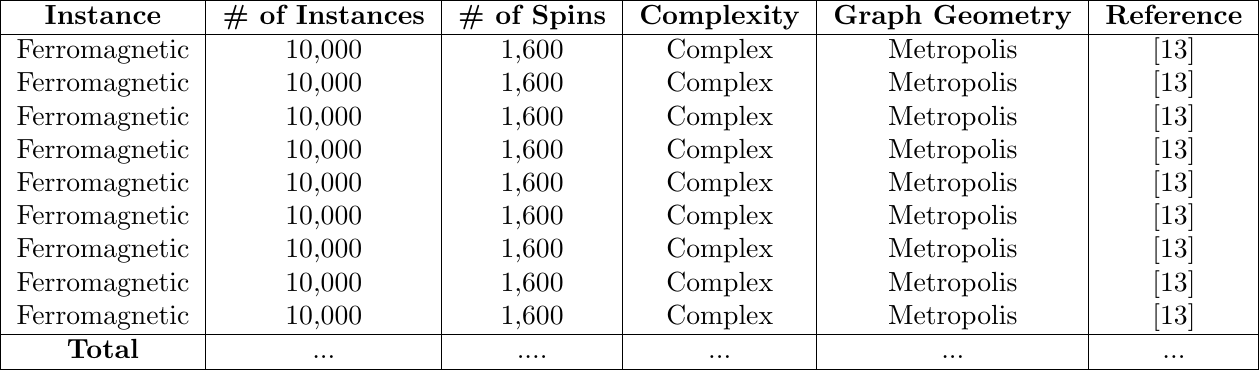 Instance # of Instances # of Spins Complexity Graph Geometry Reference
Ferromagnetic 10,000 1,600 Complex Metropolis [13]
Ferromagnetic 10,000 1,600 Complex Metropolis [13]
Ferromagnetic 10,000 1,600 Complex Metropolis [13]
Ferromagnetic 10,000 1,600 Complex Metropolis [13]
Ferromagnetic 10,000 1,600 Complex Metropolis [13]
Ferromagnetic 10,000 1,600 Complex Metropolis [13]
Ferromagnetic 10,000 1,600 Complex Metropolis [13]
Ferromagnetic 10,000 1,600 Complex Metropolis [13]
Ferromagnetic 10,000 1,600 Complex Metropolis [13]
Total ... .... ... ... ...